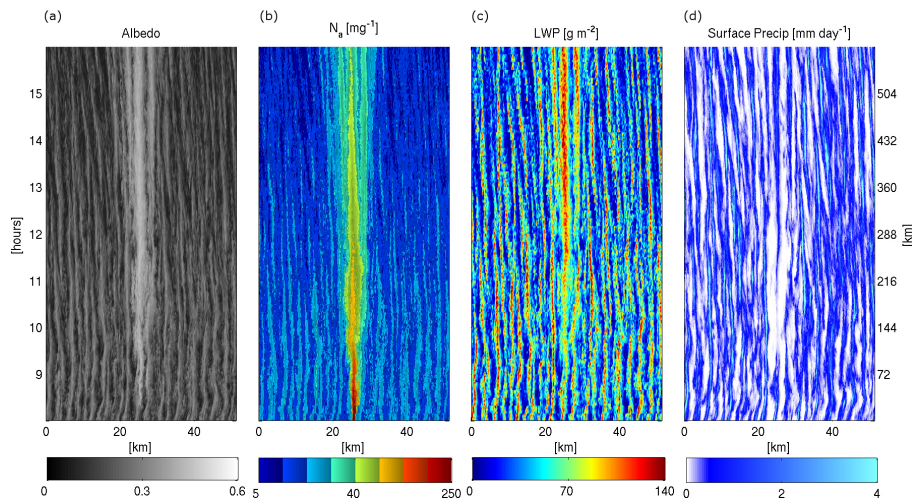 (a) (b) (c) (d)
Albedo Nₐ [mg⁻¹] LWP [g m⁻²] Surface Precip [mm day⁻¹]
15 504
14 432
13 360
12 288
11 216
10 144
9 72
[hours] [km]
0 20 40 0 20 40 0 20 40 0 20 40
[km] [km] [km] [km]
0 0.3 0.6 5 40 250 0 70 140 0 2 4